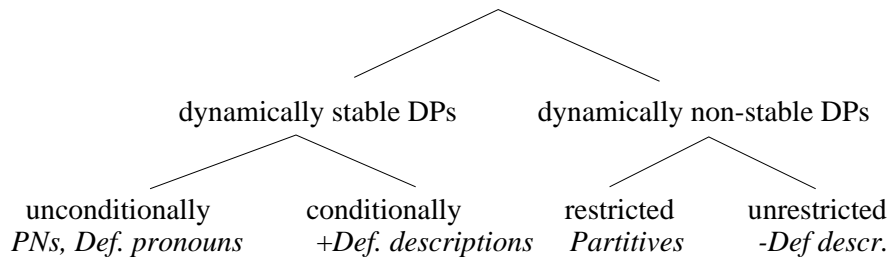 dynamically stable DPs dynamically non-stable DPs
unconditionally conditionally restricted unrestricted
PNs, Def. pronouns +Def. descriptions Partitives -Def descr.